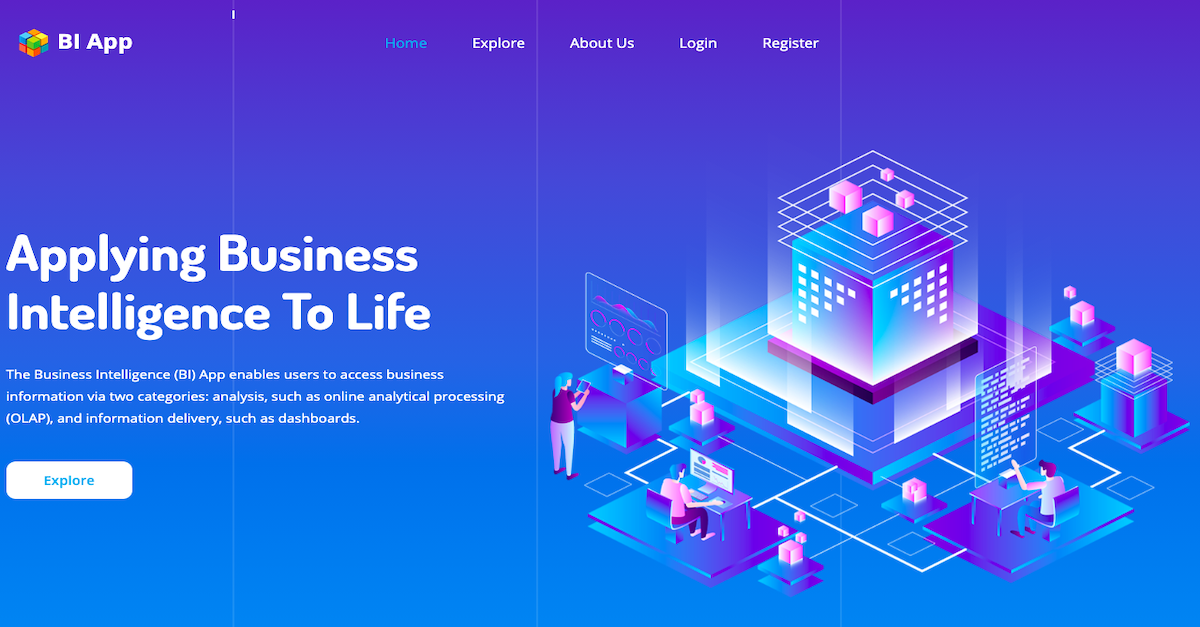 BI App
Home
Explore
About Us
Login
Register
Applying Business
Intelligence To Life
The Business Intelligence (BI) App enables users to access business
information via two categories: analysis, such as online analytical processing
(OLAP), and information delivery, such as dashboards.
Explore